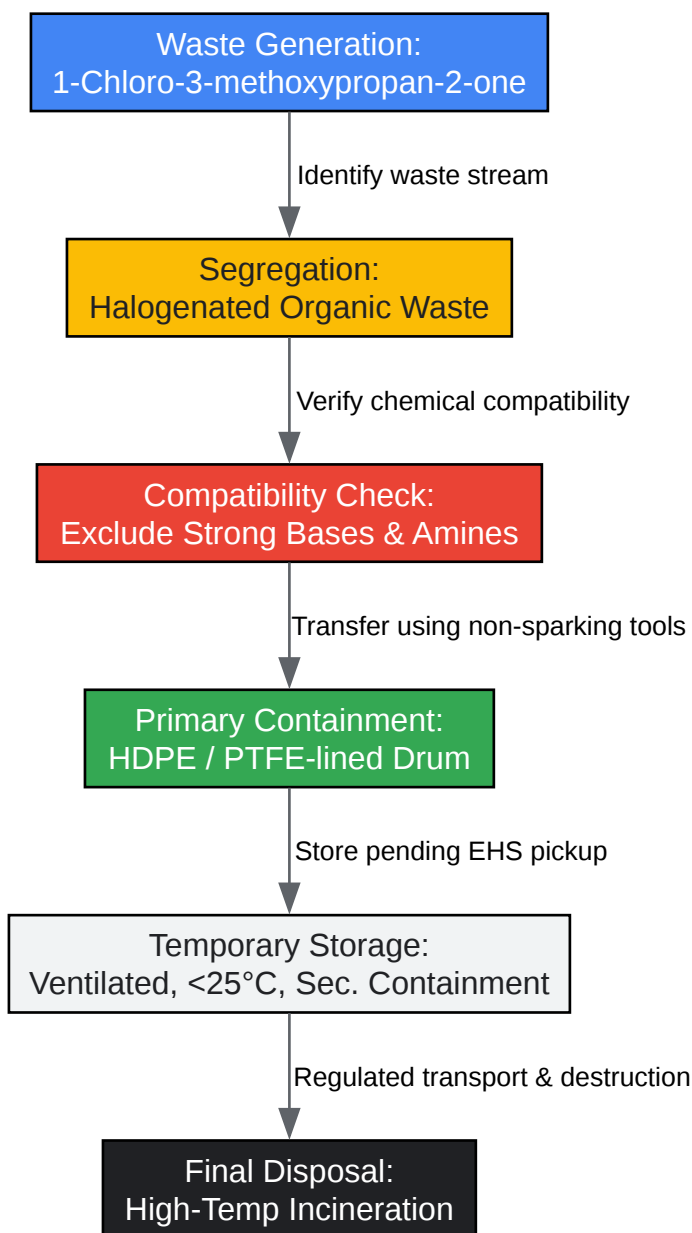 Waste Generation:
1-Chloro-3-methoxypropan-2-one
Identify waste stream
Segregation:
Halogenated Organic Waste
Verify chemical compatibility
Compatibility Check:
Exclude Strong Bases & Amines
Transfer using non-sparking tools
Primary Containment:
HDPE / PTFE-lined Drum
Store pending EHS pickup
Temporary Storage:
Ventilated, <25°C, Sec. Containment
Regulated transport & destruction
Final Disposal:
High-Temp Incineration